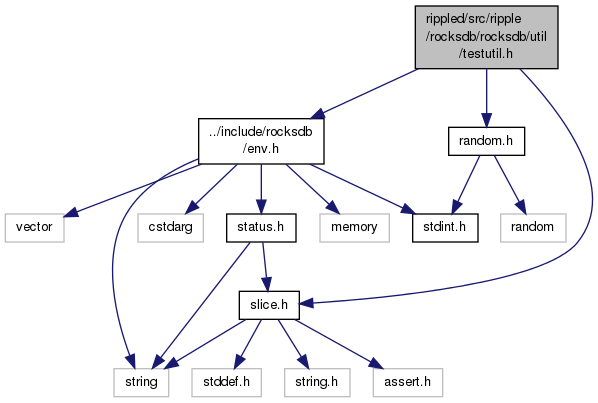 rippled/src/ripple
/rocksdb/rocksdb/util
/testutil.h
../include/rocksdb
/env.h
random.h
vector
cstdarg
status.h
memory
stdint.h
random
slice.h
string
stddef.h
string.h
assert.h